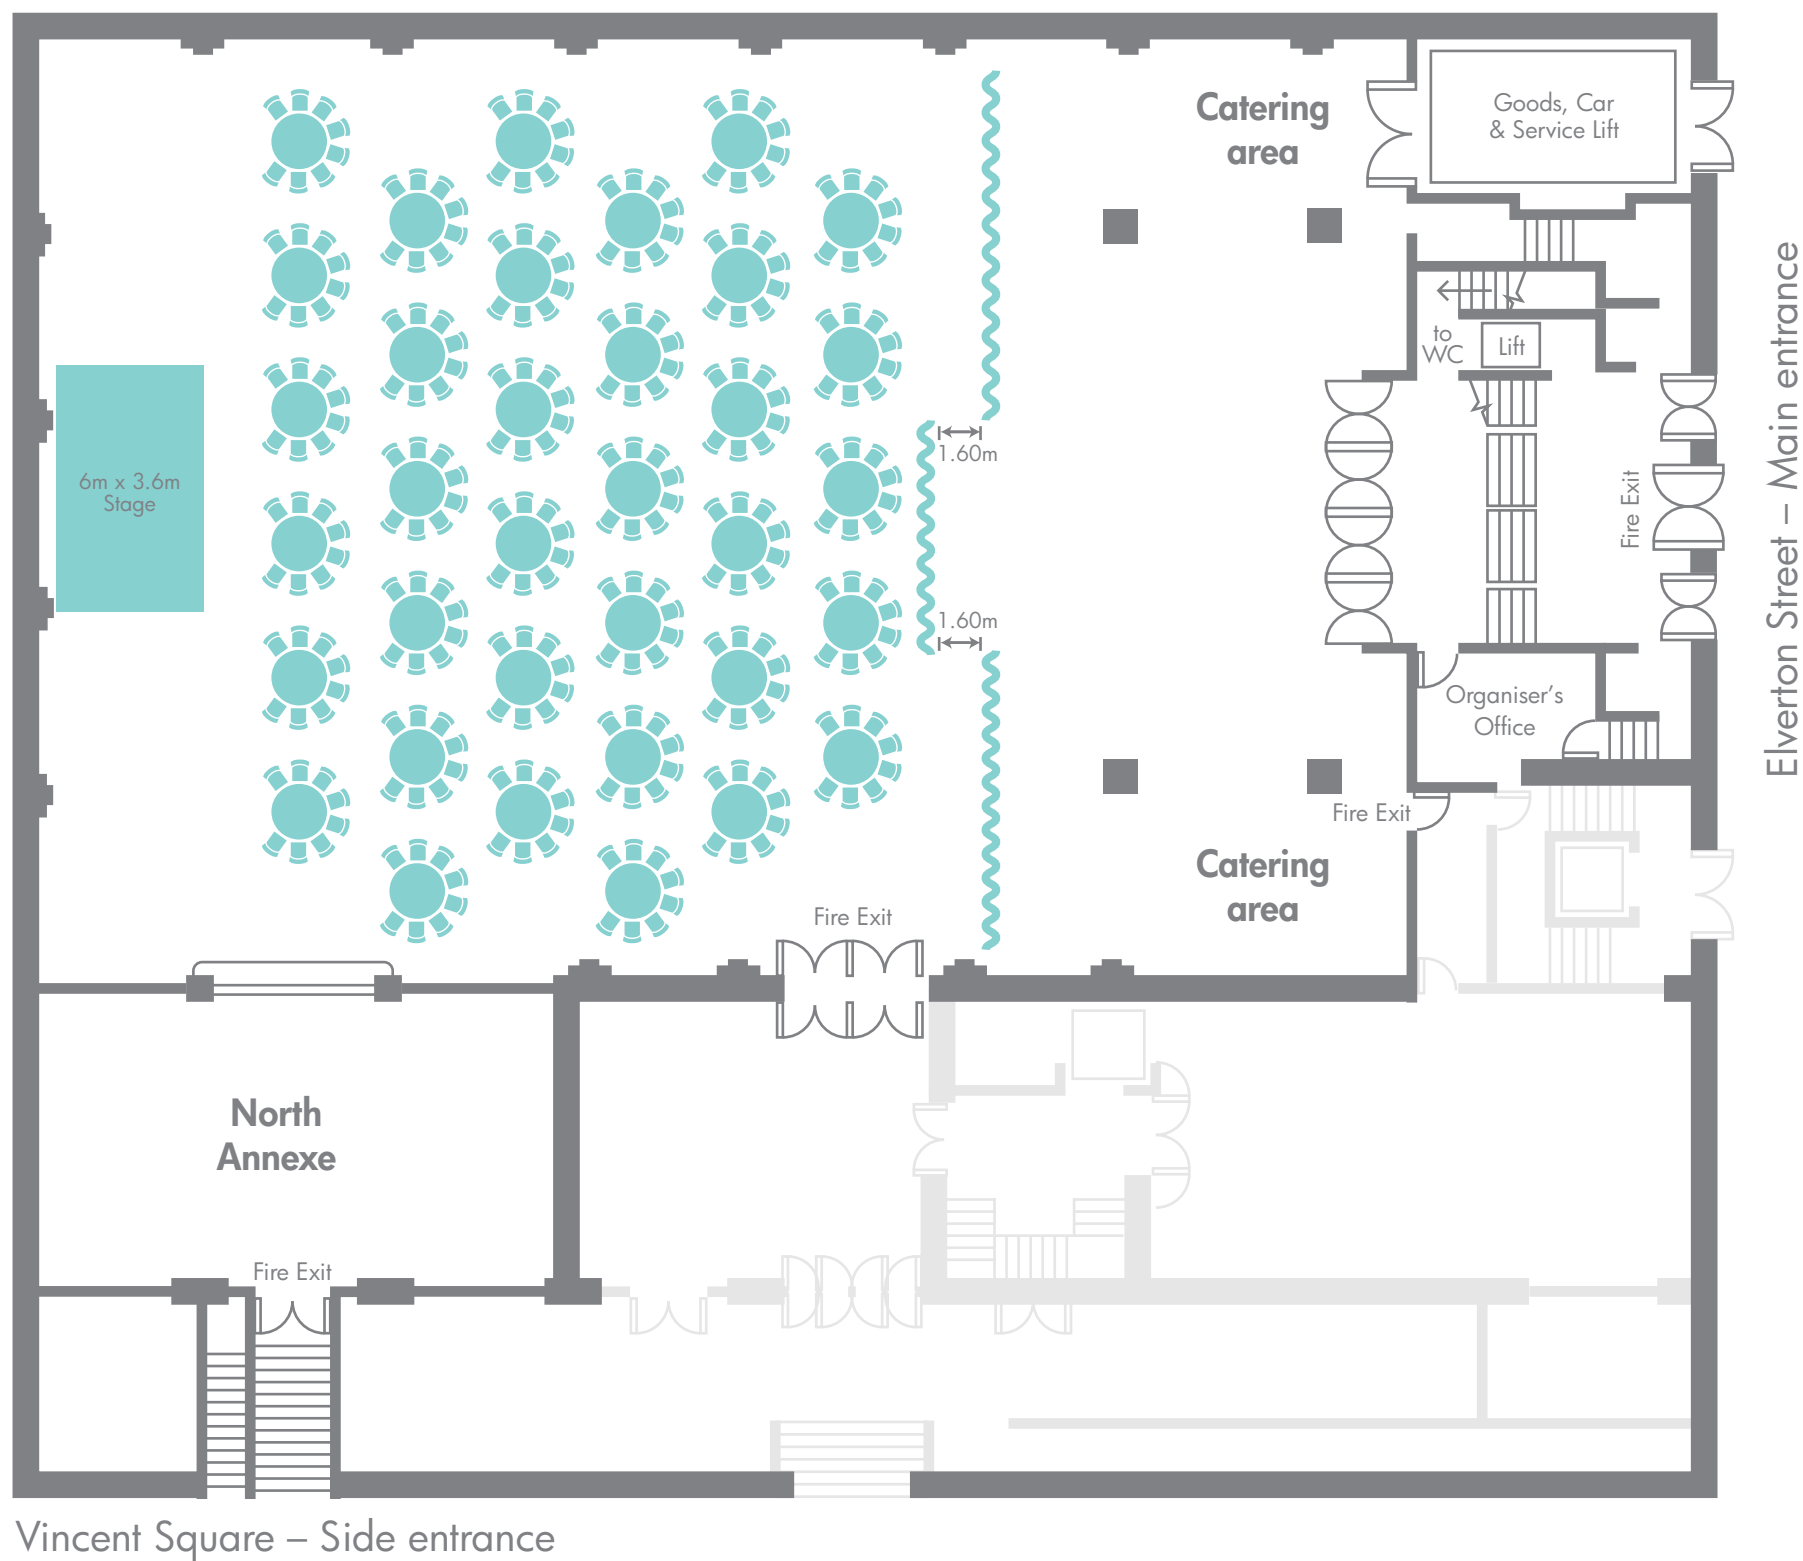 Catering
area
Goods, Car
& Service Lift
to
WC
Lift
1.60m
6m x 3.6m
Stage
Fire Exit
Elverton Street – Main entrance
1.60m
Organiser's
Office
Fire Exit
Catering
area
Fire Exit
North
Annexe
Fire Exit
Vincent Square – Side entrance